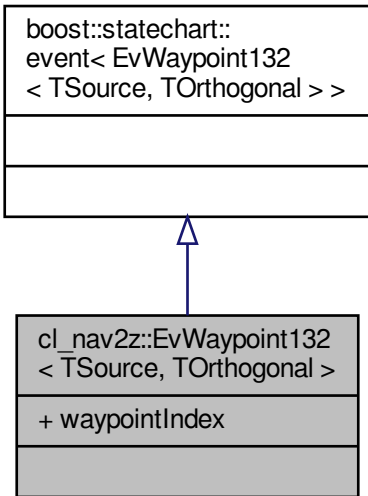 boost::statechart::
event< EvWaypoint132
< TSource, TOrthogonal > >
cl_nav2z::EvWaypoint132
< TSource, TOrthogonal >
+ waypointIndex